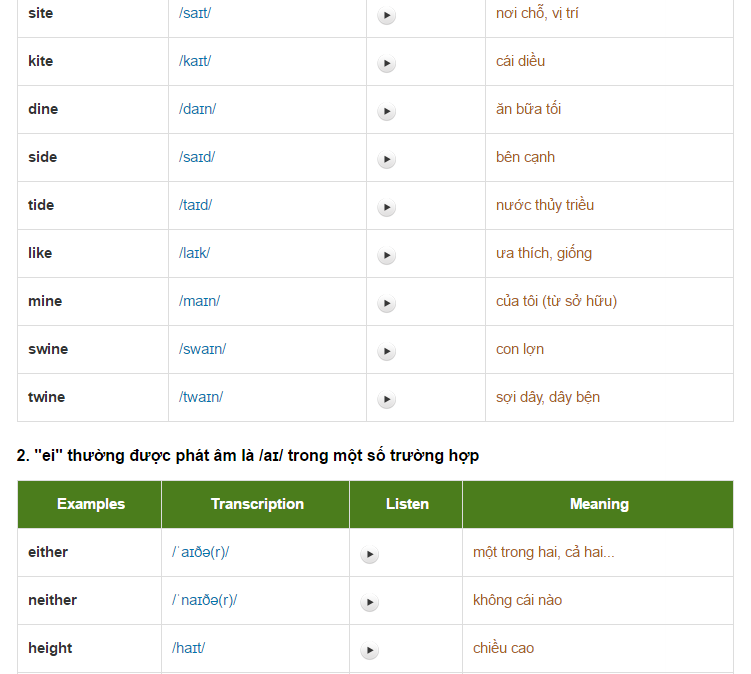 site /saɪt/ nơi chỗ, vị trí
kite /kaɪt/ cái diều
dine /daɪn/ ăn bữa tối
side /saɪd/ bên cạnh
tide /taɪd/ nước thủy triều
like /laɪk/ ưa thích, giống
mine /maɪn/ của tôi (từ sở hữu)
swine /swaɪn/ con lợn
twine /twaɪn/ sợi dây, dây bện
2. "ei" thường được phát âm là /aɪ/ trong một số trường hợp
Examples Transcription Listen Meaning
either /ˈaɪðə(r)/ một trong hai, cả hai...
neither /ˈnaɪðə(r)/ không cái nào
height /haɪt/ chiều cao